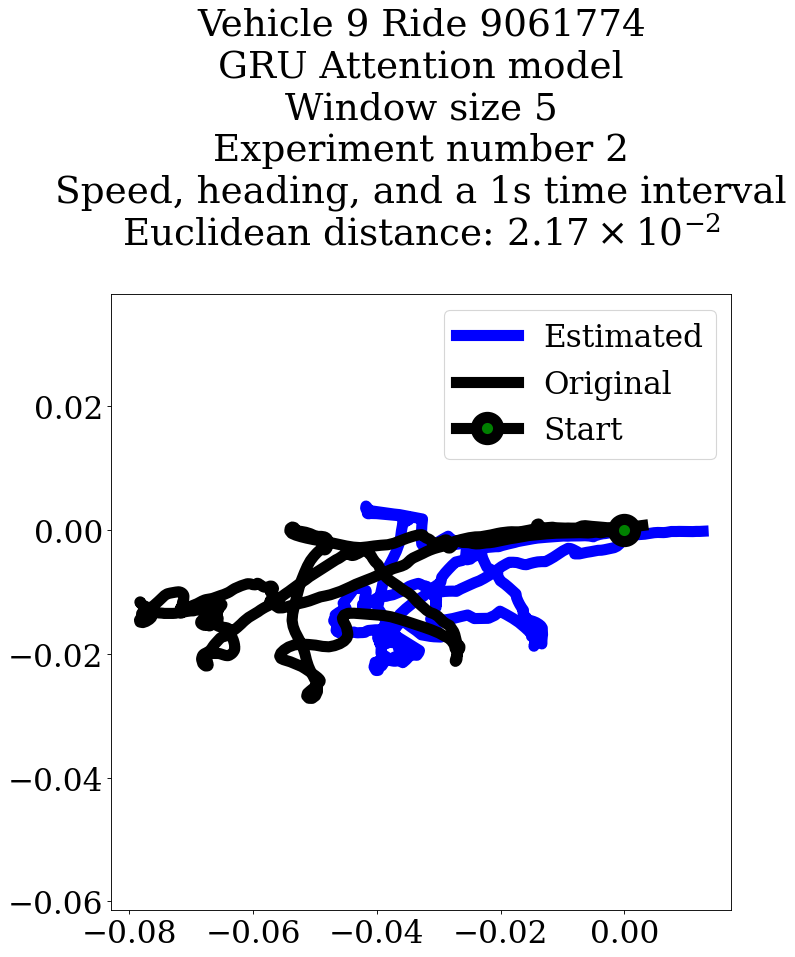 Vehicle 9 Ride 9061774
GRU Attention model
Window size 5
Experiment number 2
Speed, heading, and a 1s time interval
Euclidean distance: 2.17 × 10⁻²
Estimated
Original
Start
0.02
0.00
−0.02
−0.04
−0.06
−0.08 −0.06 −0.04 −0.02 0.00